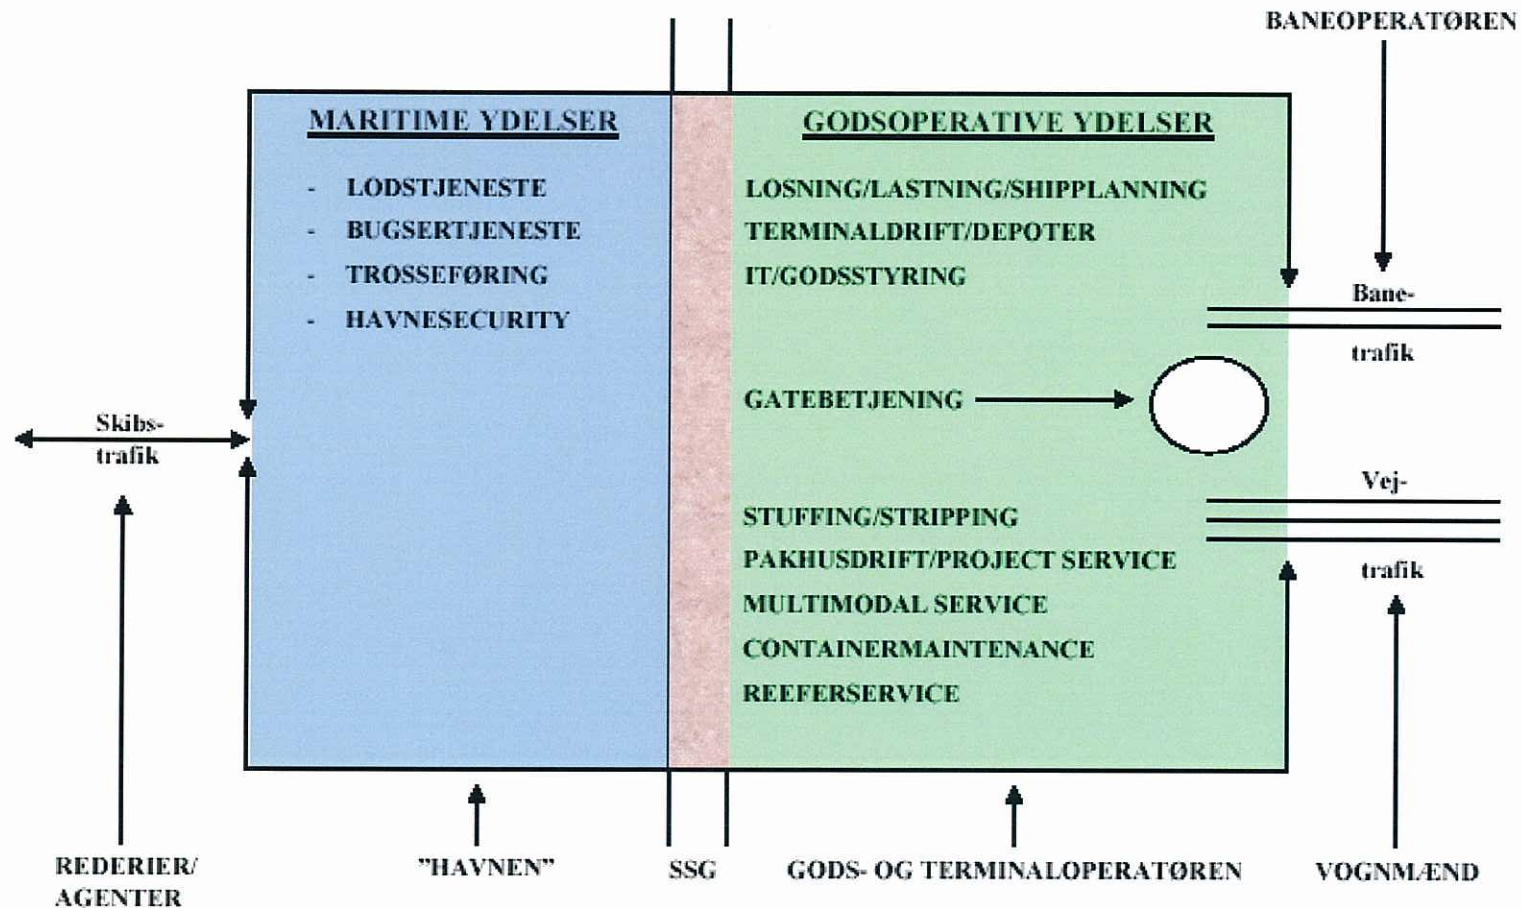 BANEOPERATØREN
MARITIME YDELSER
- LODSTJENESTE
- BUGSERTJENESTE
- TROSSEFØRING
- HAVNESECURITY
GODSOPERATIVE YDELSER
LOSNING/LASTNING/SHIPPLANNING
TERMINALDRIFT/DEPOTER
IT/GODSSTYRING
GATEBETJENING
STUFFING/STRIPPING
PAKHUSDRIFT/PROJECT SERVICE
MULTIMODAL SERVICE
CONTAINERMAINTENANCE
REEFERSERVICE
Bane-
trafik
Skibs-
trafik
Vej-
trafik
REDERIER/
AGENTER
”HAVNEN”
SSG
GODS- OG TERMINALOPERATØREN
VOGNMÆND